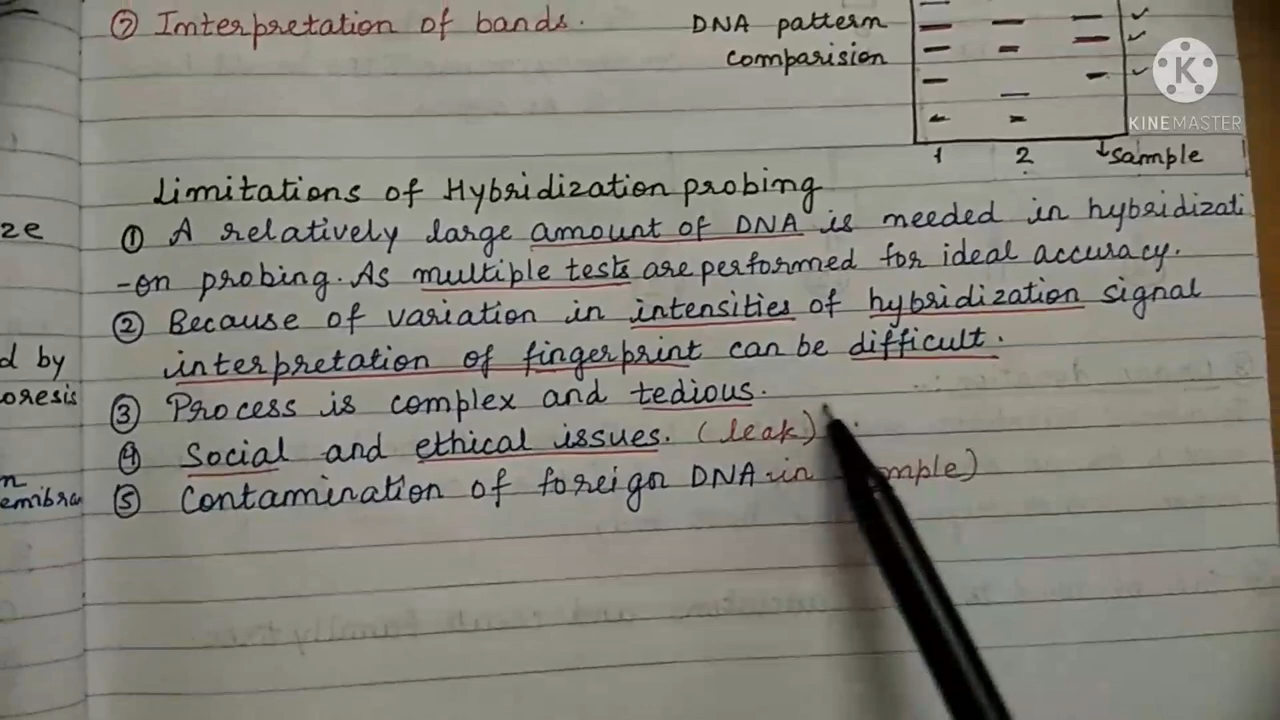 ⑦ Interpretation of bands.
DNA pattern
comparision
K
KINEMASTER
1 2 ↓sample
Limitations of Hybridization probing
① A relatively large amount of DNA is needed in hybridizati
-on probing. As multiple tests are performed for ideal accuracy.
② Because of variation in intensities of hybridization signal
interpretation of fingerprint can be difficult.
③ Process is complex and tedious.
④ Social and ethical issues. (leak)
⑤ Contamination of foreign DNA in mple)
ze
d by
oresis
n
embra